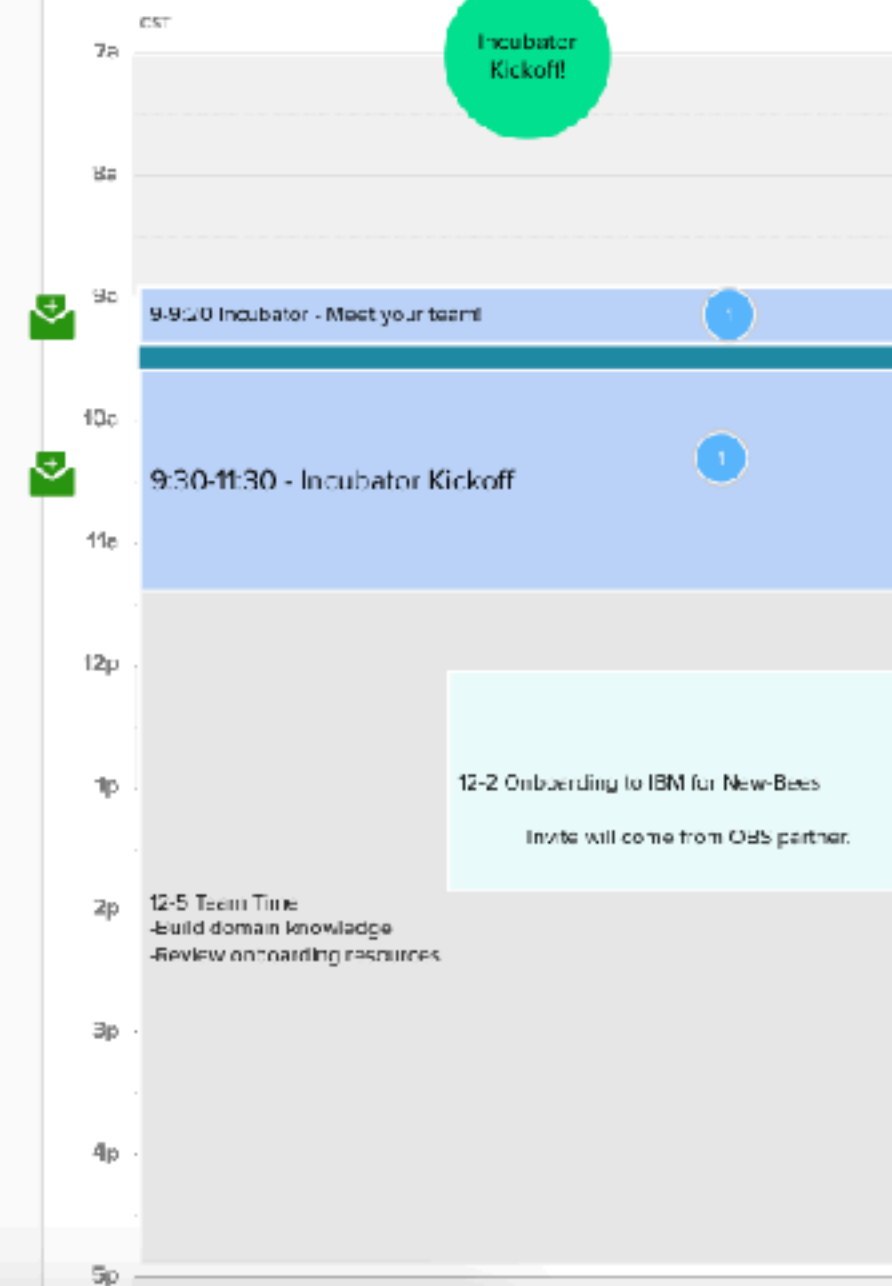 CST
Incubator
Kickoff!
7a
8a
9a
9-9:20 Incubator - Meet your team!
1
10a
9:30-11:30 - Incubator Kickoff
1
11a
12p
1p
12-2 Onboarding to IBM for New-Bees
Invite will come from OBS partner.
2p
12-5 Team Time
-Build domain knowledge
-Review onboarding resources
3p
4p
5p